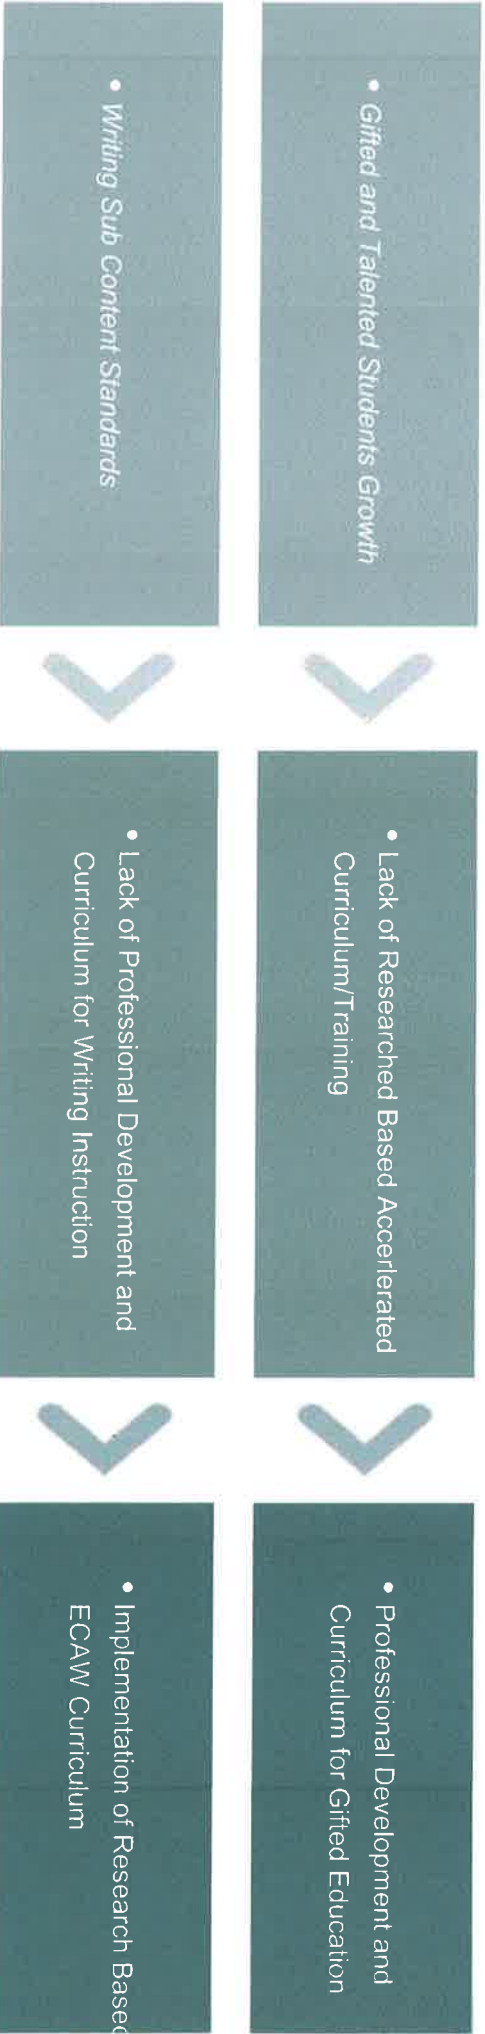 • Gifted and Talented Students Growth
• Lack of Researched Based Accerlerated
Curriculum/Training
• Professional Development and
Curriculum for Gifted Education
• Writing Sub Content Standards
• Lack of Professional Development and
Curriculum for Writing Instruction
• Implementation of Research Based
ECAW Curriculum